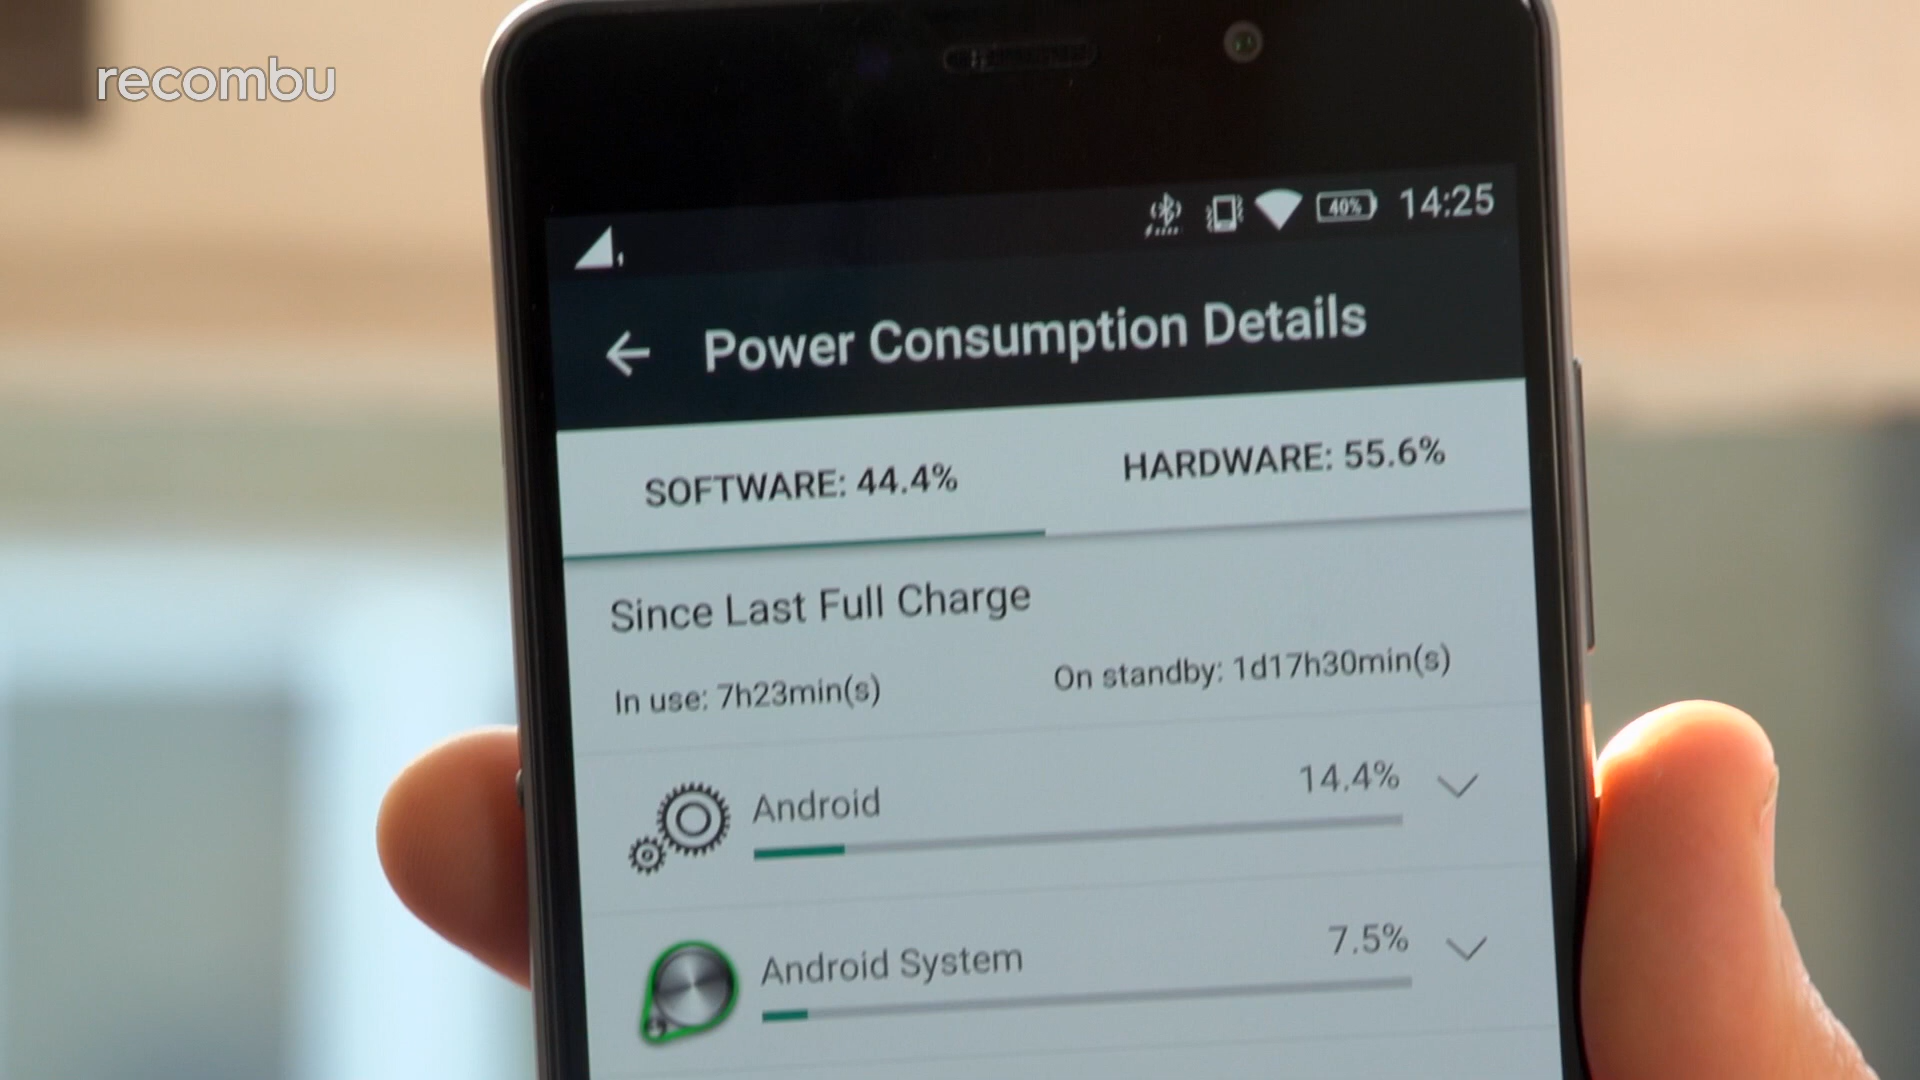 recombu
40% 14:25
Power Consumption Details
SOFTWARE: 44.4% HARDWARE: 55.6%
Since Last Full Charge
In use: 7h23min(s) On standby: 1d17h30min(s)
Android 14.4%
Android System 7.5%